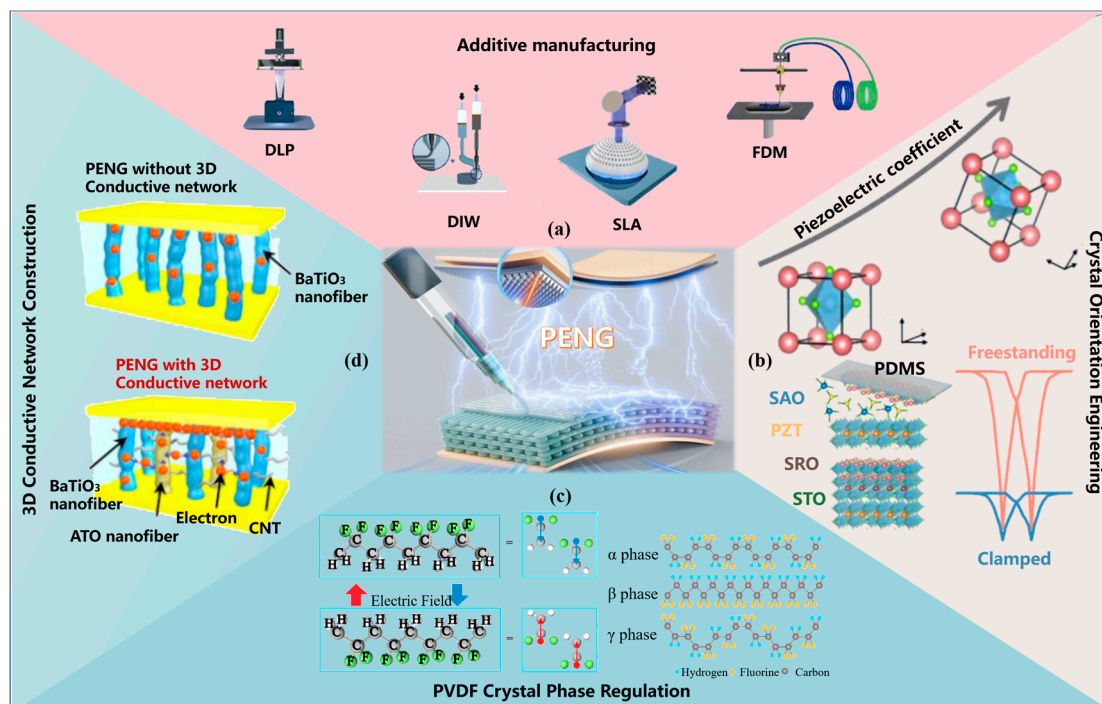 Additive manufacturing
DLP
DIW
SLA
FDM
(a)
PENG without 3D
Conductive network
BaTiO₃
nanofiber
PENG with 3D
Conductive network
BaTiO₃
nanofiber
ATO nanofiber
Electron
CNT
3D Conductive Network Construction
(d)
PENG
(b)
Piezoelectric coefficient
Crystal Orientation Engineering
PDMS
SAO
PZT
SRO
STO
Freestanding
Clamped
(c)
F F F F F F F F
C C C C C
C C C C C
H H H H H H H H H H
=
Electric Field
H H H H H H H H H H
C C C C C
C C C C C
F F F F F F F F
=
α phase
β phase
γ phase
Hydrogen Fluorine Carbon
PVDF Crystal Phase Regulation